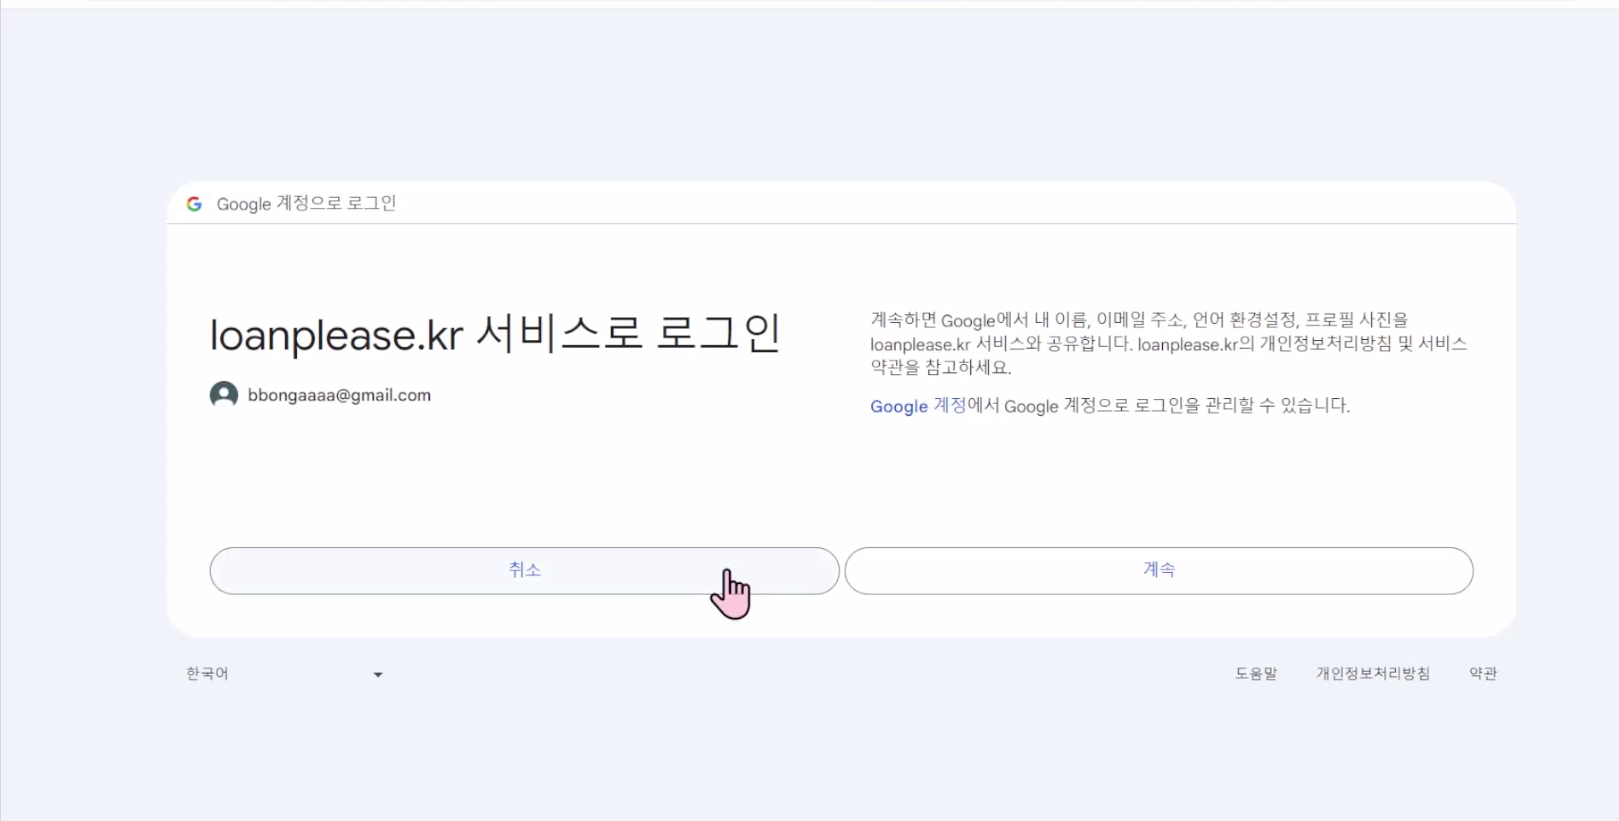 Google 계정으로 로그인
loanplease.kr 서비스로 로그인
bbongaaaa@gmail.com
계속하면 Google에서 내 이름, 이메일 주소, 언어 환경설정, 프로필 사진을
loanplease.kr 서비스와 공유합니다. loanplease.kr의 개인정보처리방침 및 서비스
약관을 참고하세요.
Google 계정에서 Google 계정으로 로그인을 관리할 수 있습니다.
취소
계속
한국어
도움말
개인정보처리방침
약관